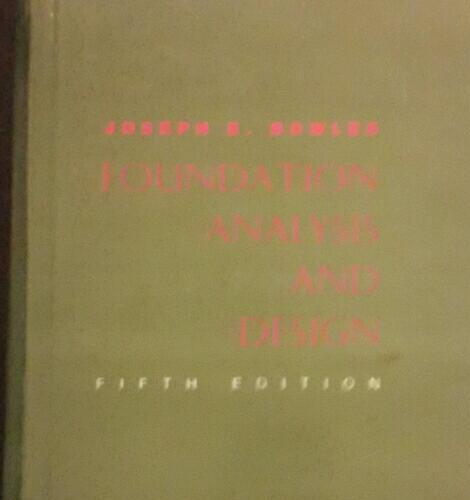 JOSEPH E. BOWLES
FOUNDATION
ANALYSIS
AND
DESIGN
FIFTH EDITION